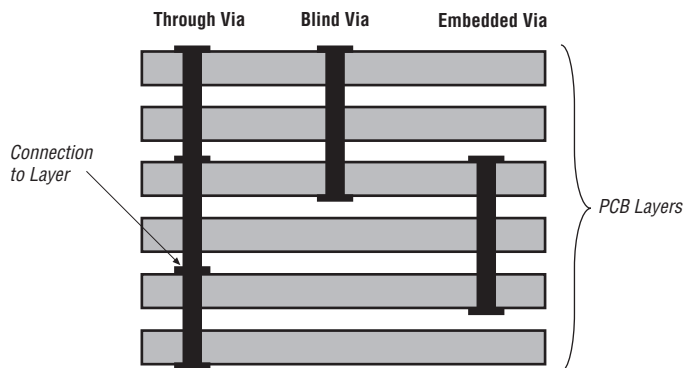 Through Via Blind Via Embedded Via
Connection
to Layer
PCB Layers